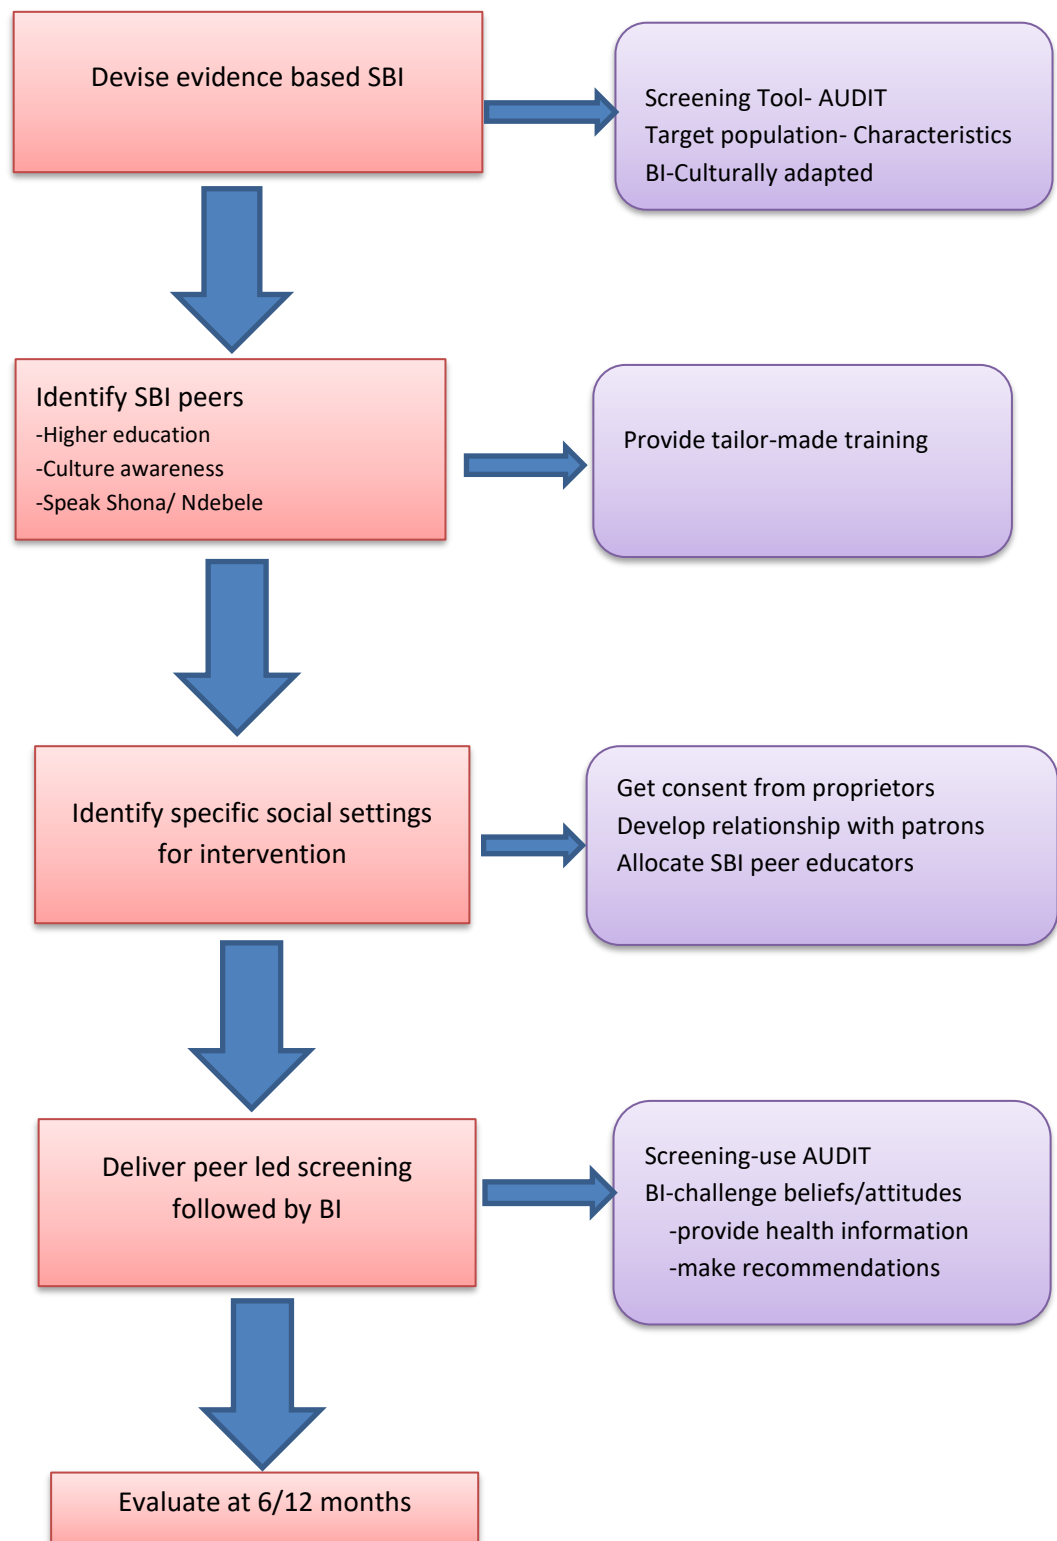 Devise evidence based SBI
Screening Tool- AUDIT
Target population- Characteristics
BI-Culturally adapted
Identify SBI peers
-Higher education
-Culture awareness
-Speak Shona/ Ndebele
Provide tailor-made training
Identify specific social settings
for intervention
Get consent from proprietors
Develop relationship with patrons
Allocate SBI peer educators
Deliver peer led screening
followed by BI
Screening-use AUDIT
BI-challenge beliefs/attitudes
-provide health information
-make recommendations
Evaluate at 6/12 months